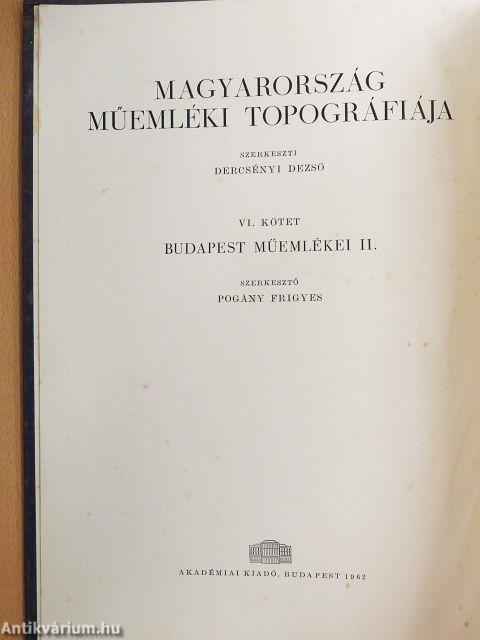 MAGYARORSZÁG
MŰEMLÉKI TOPOGRÁFIÁJA
SZERKESZTI
DERCSÉNYI DEZSŐ
VI. KÖTET
BUDAPEST MŰEMLÉKEI II.
SZERKESZTŐ
POGÁNY FRIGYES
AKADÉMIAI KIADÓ, BUDAPEST 1962
Antikvárium.hu